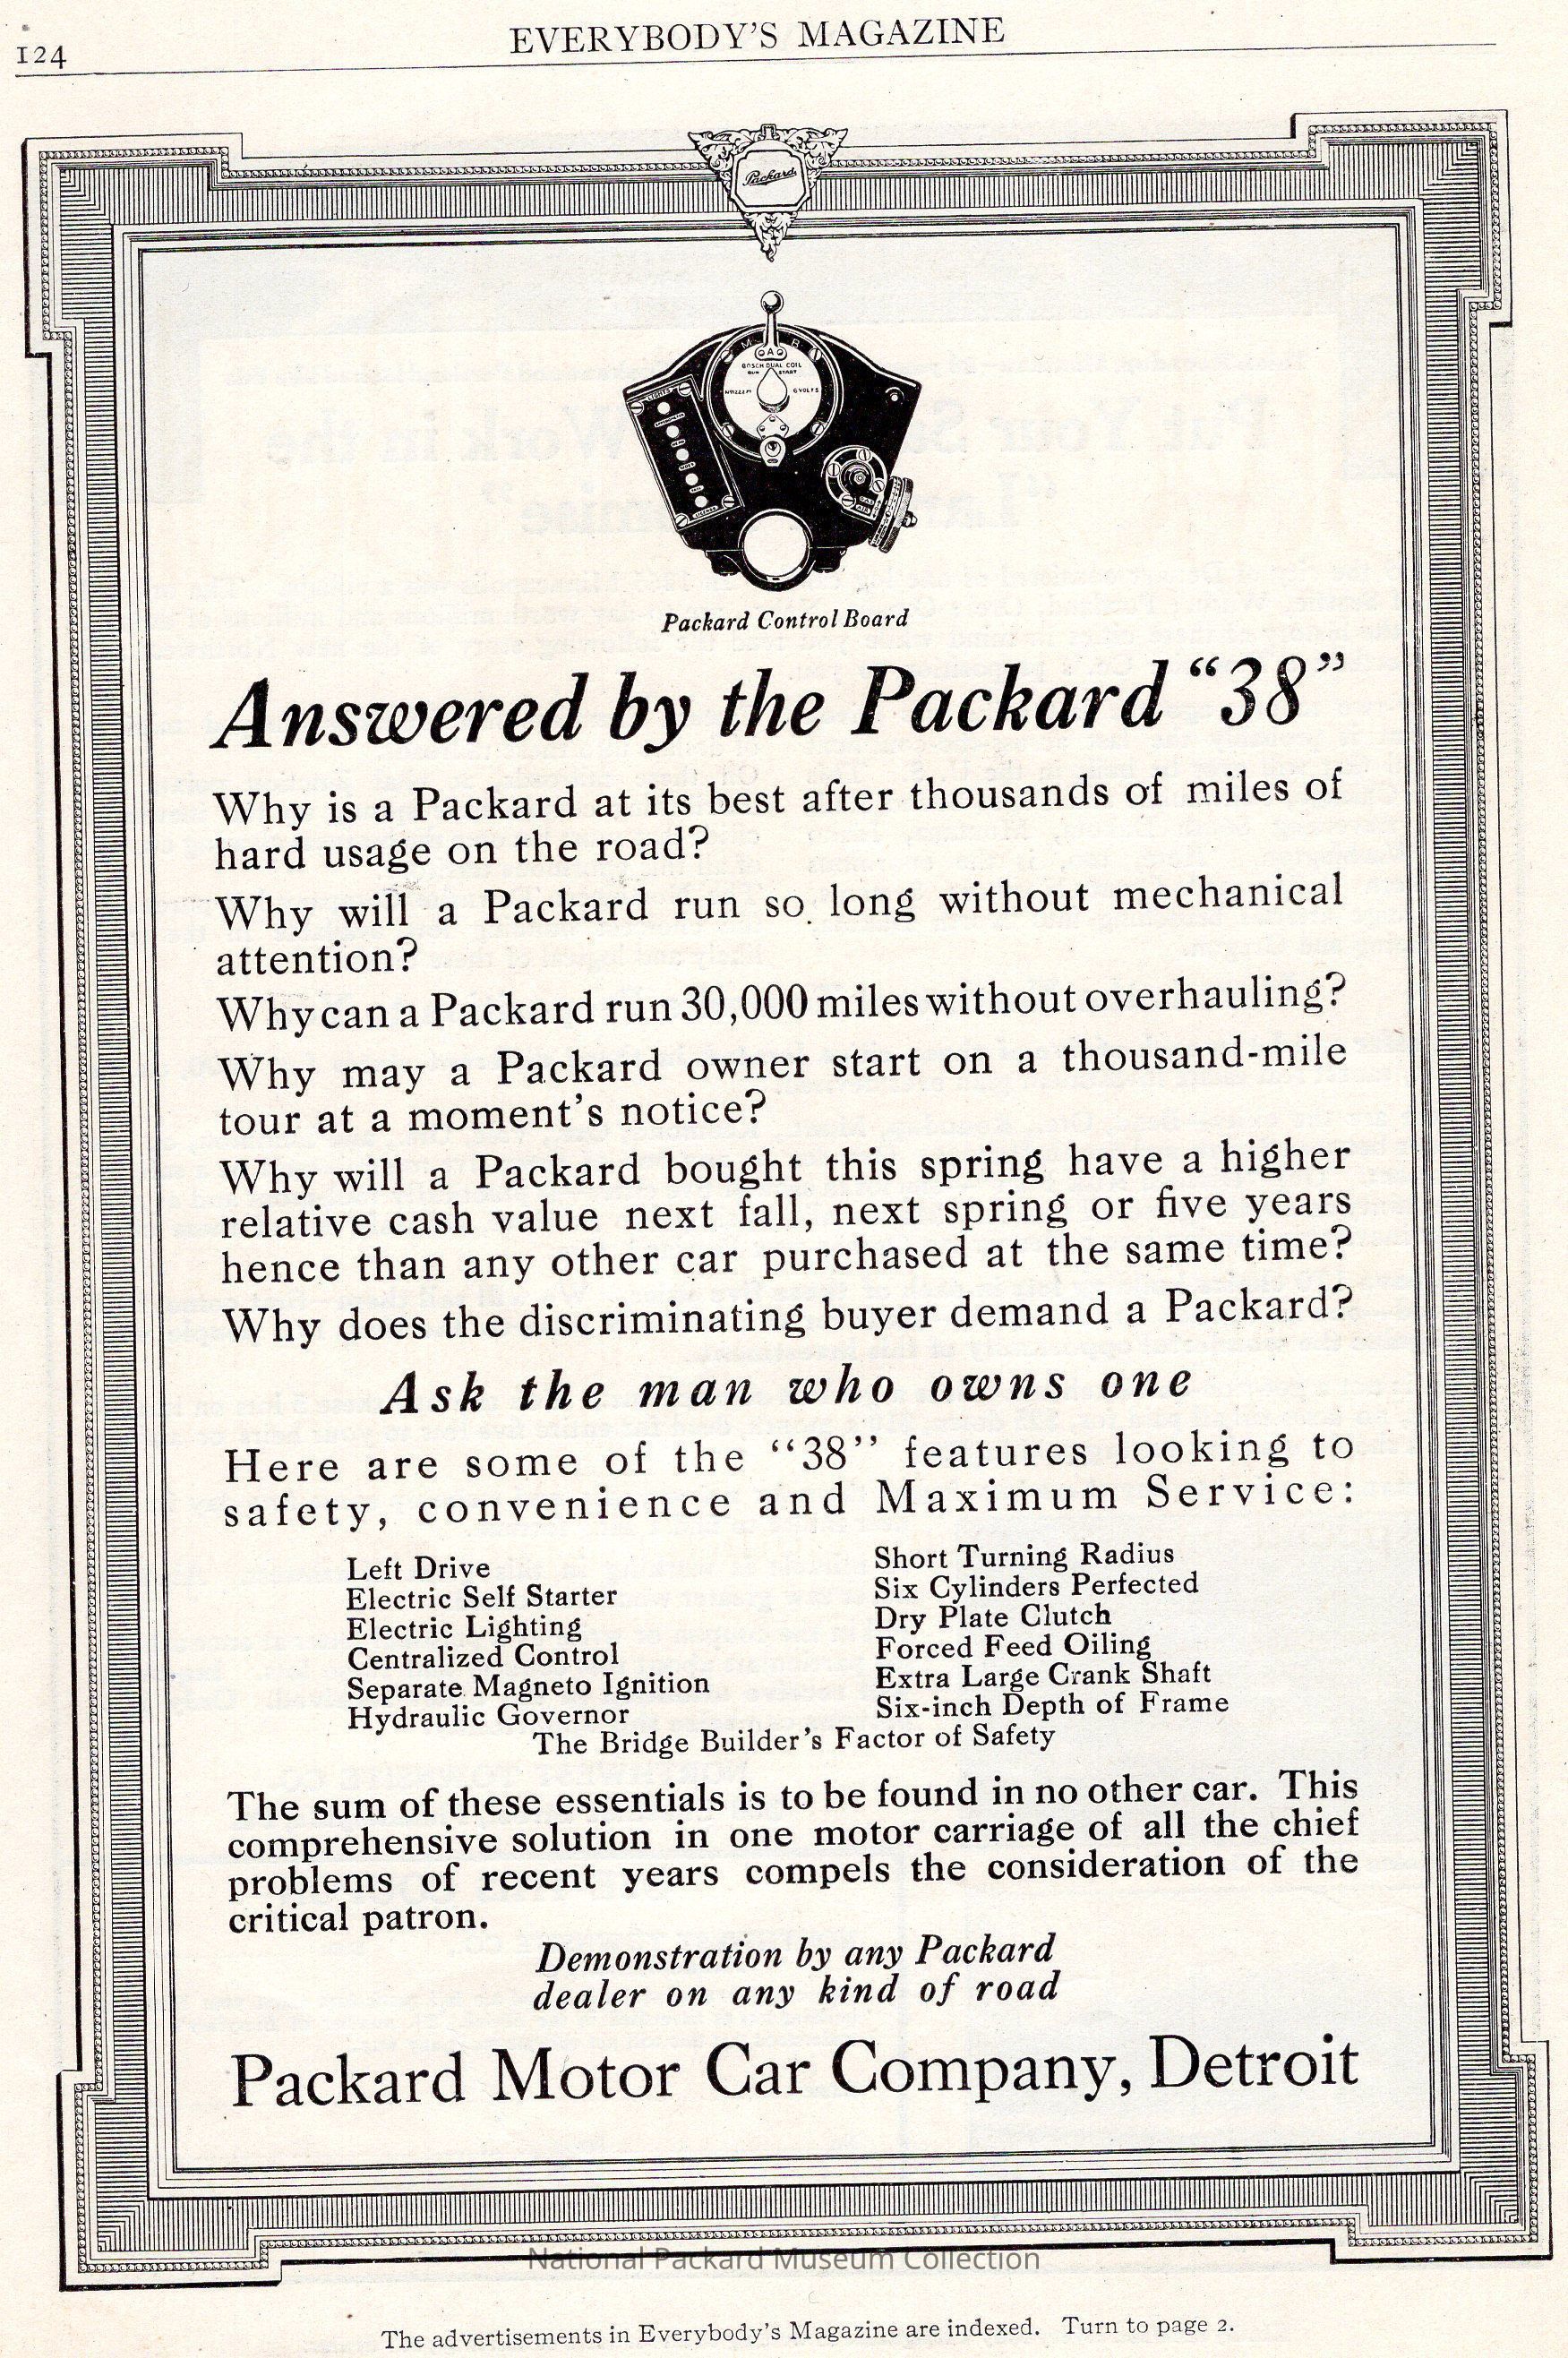 124
EVERYBODY'S MAGAZINE
Packard
M R
BOSCH DUAL COIL
RUN START
6 VOLTS
LIGHTS
AIR
Packard Control Board
Answered by the Packard "38"
Why is a Packard at its best after thousands of miles of
hard usage on the road?
Why will a Packard run so long without mechanical
attention?
Why can a Packard run 30,000 miles without overhauling?
Why may a Packard owner start on a thousand-mile
tour at a moment's notice?
Why will a Packard bought this spring have a higher
relative cash value next fall, next spring or five years
hence than any other car purchased at the same time?
Why does the discriminating buyer demand a Packard?
Ask the man who owns one
Here are some of the "38" features looking to
safety, convenience and Maximum Service:
Left Drive
Electric Self Starter
Electric Lighting
Centralized Control
Separate Magneto Ignition
Hydraulic Governor
Short Turning Radius
Six Cylinders Perfected
Dry Plate Clutch
Forced Feed Oiling
Extra Large Crank Shaft
Six-inch Depth of Frame
The Bridge Builder's Factor of Safety
The sum of these essentials is to be found in no other car. This
comprehensive solution in one motor carriage of all the chief
problems of recent years compels the consideration of the
critical patron.
Demonstration by any Packard
dealer on any kind of road
Packard Motor Car Company, Detroit
National Packard Museum Collection
The advertisements in Everybody's Magazine are indexed. Turn to page 2.